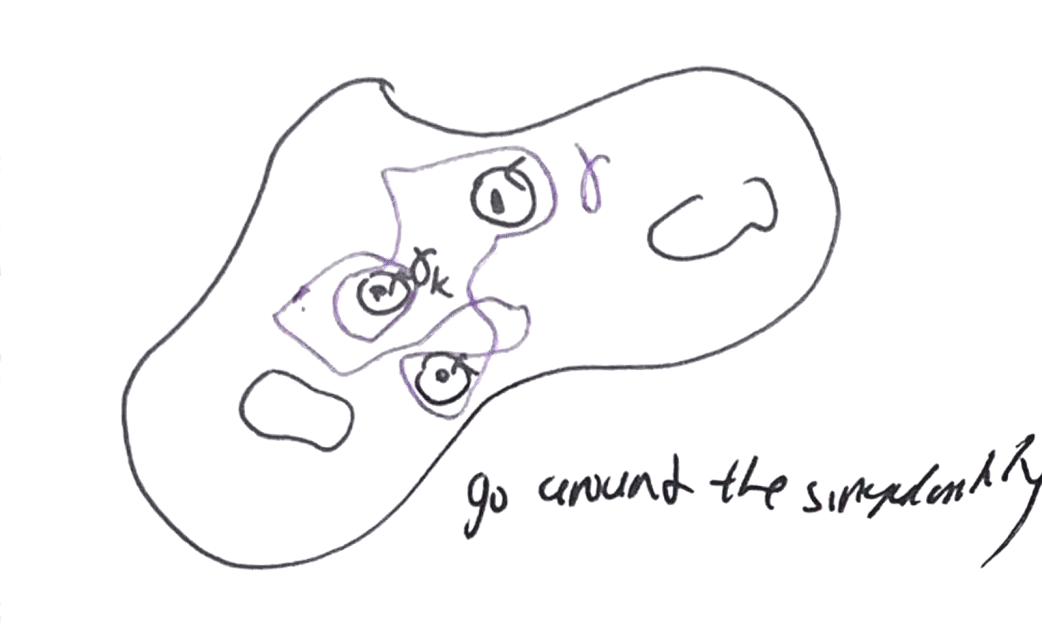 γ
γk
go around the singularity